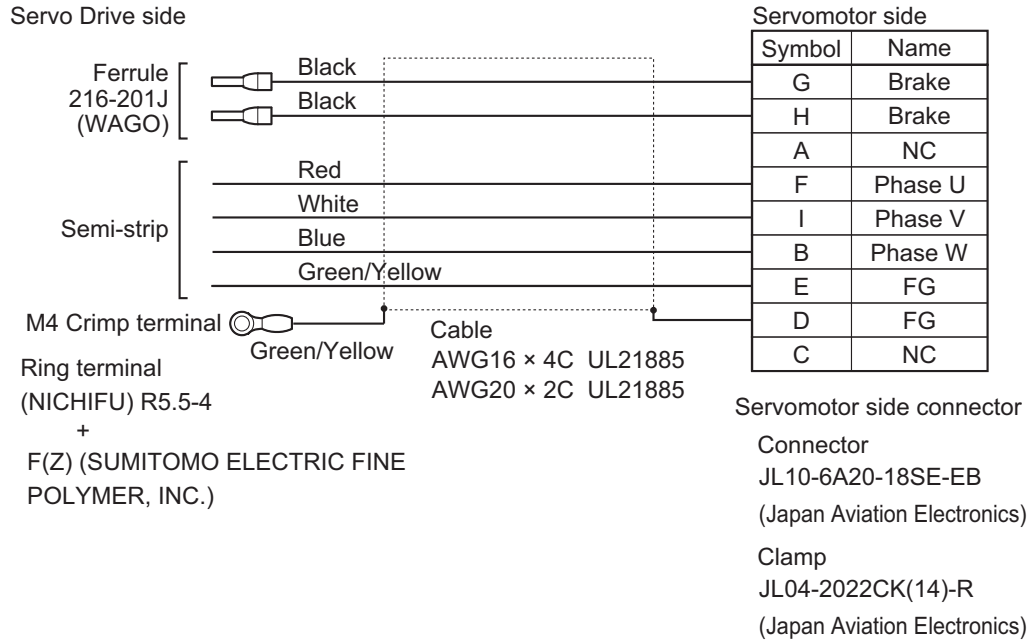 Servo Drive side
Servomotor side
Symbol Name
Ferrule
216-201J
(WAGO)
Black
G Brake
Black
H Brake
A NC
Semi-strip
Red
F Phase U
White
I Phase V
Blue
B Phase W
Green/Yellow
E FG
M4 Crimp terminal
Green/Yellow
D FG
C NC
Cable
AWG16 × 4C UL21885
AWG20 × 2C UL21885
Ring terminal
(NICHIFU) R5.5-4
+
F(Z) (SUMITOMO ELECTRIC FINE
POLYMER, INC.)
Servomotor side connector
Connector
JL10-6A20-18SE-EB
(Japan Aviation Electronics)
Clamp
JL04-2022CK(14)-R
(Japan Aviation Electronics)